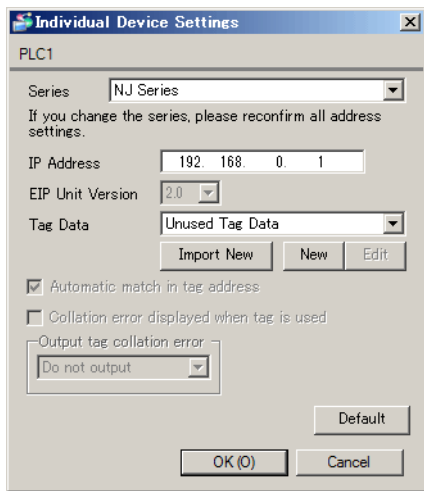 Individual Device Settings
PLC1
Series NJ Series
If you change the series, please reconfirm all address
settings.
IP Address 192. 168. 0. 1
EIP Unit Version 2.0
Tag Data Unused Tag Data
Import New New Edit
Automatic match in tag address
Collation error displayed when tag is used
Output tag collation error
Do not output
Default
OK(O) Cancel